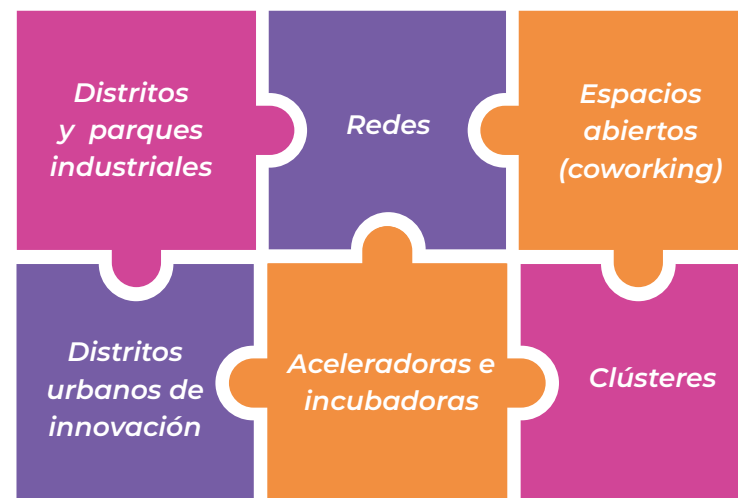 Distritos
y parques
industriales
Redes
Espacios
abiertos
(coworking)
Distritos
urbanos de
innovación
Aceleradoras e
incubadoras
Clústeres